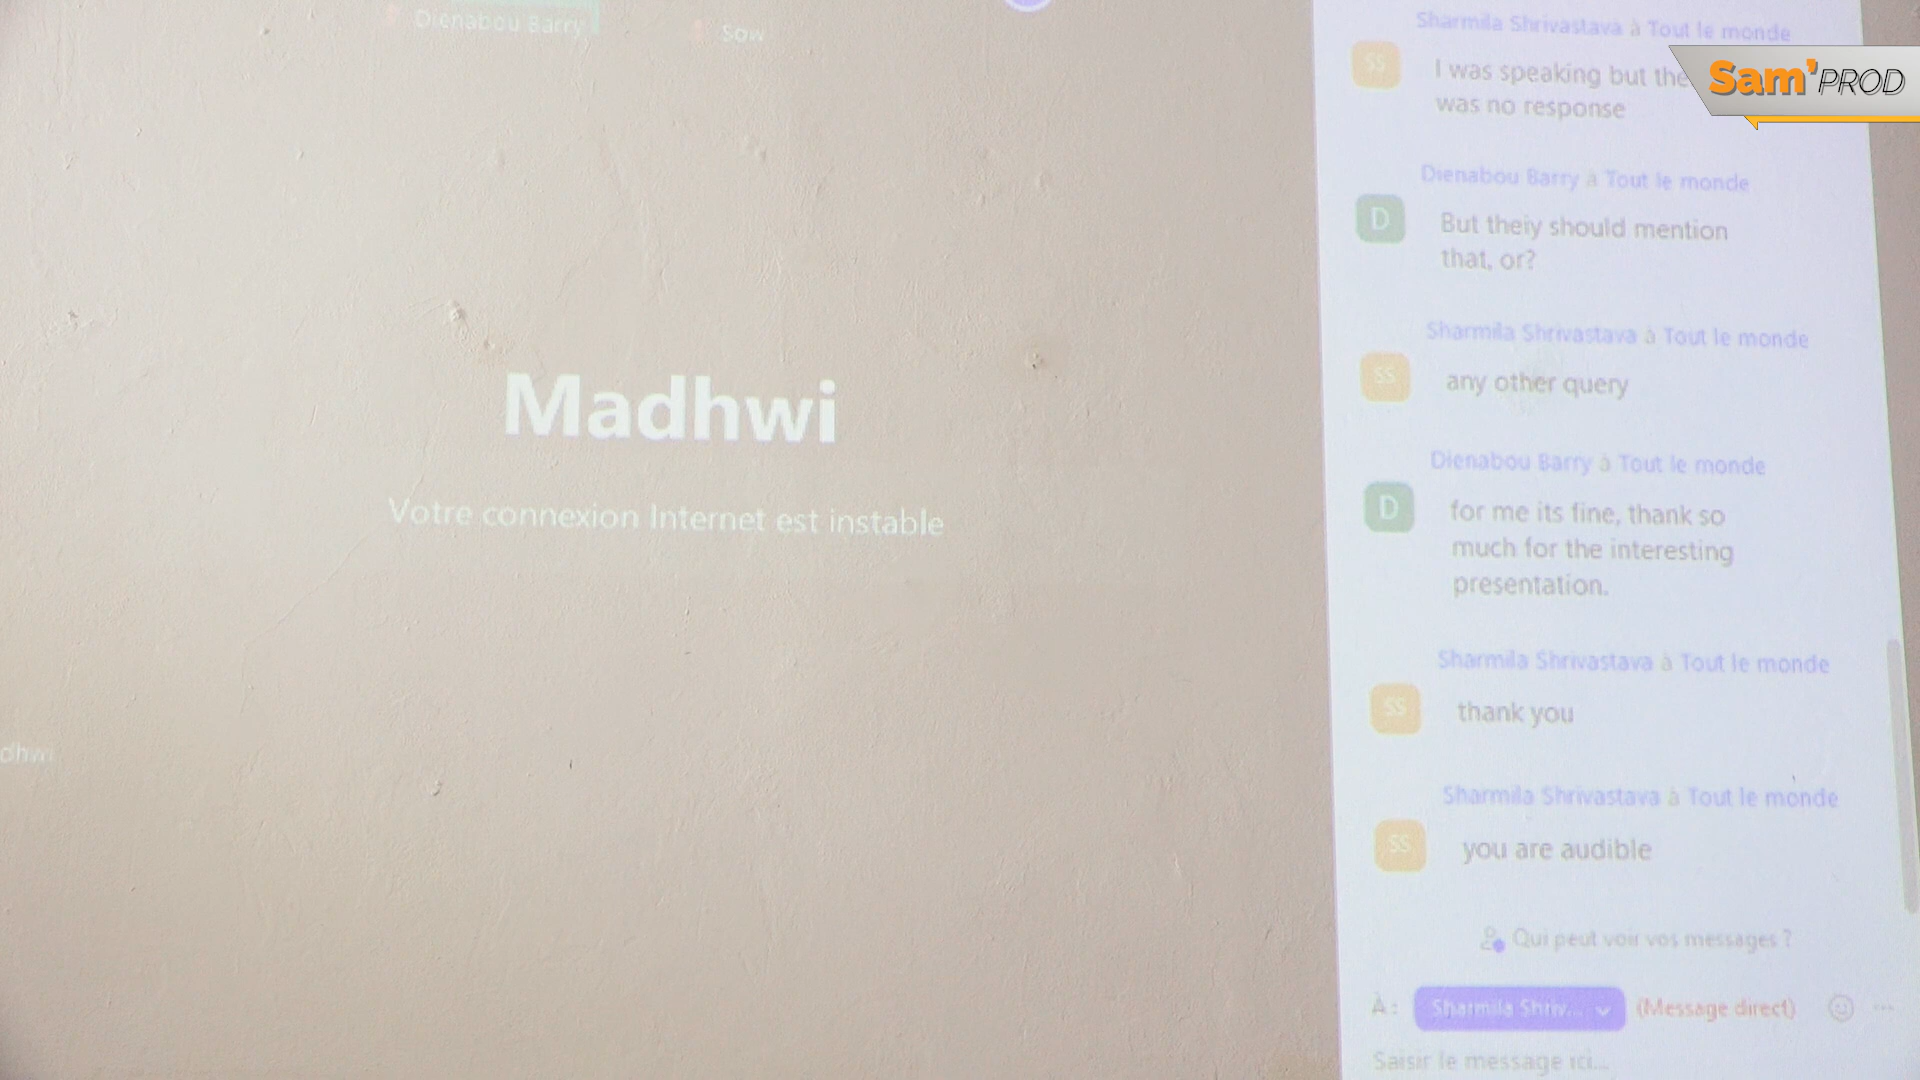 Dienabou Barry
Sow
Madhwi
Votre connexion Internet est instable
dhwi
Sharmila Shrivastava à Tout le monde
SS
I was speaking but the
was no response
Sam'PROD
Dienabou Barry à Tout le monde
D
But theiy should mention
that, or?
Sharmila Shrivastava à Tout le monde
SS
any other query
Dienabou Barry à Tout le monde
D
for me its fine, thank so
much for the interesting
presentation.
Sharmila Shrivastava à Tout le monde
SS
thank you
Sharmila Shrivastava à Tout le monde
SS
you are audible
Qui peut voir vos messages ?
À : Sharmila Shriv... (Message direct)
Saisir le message ici...